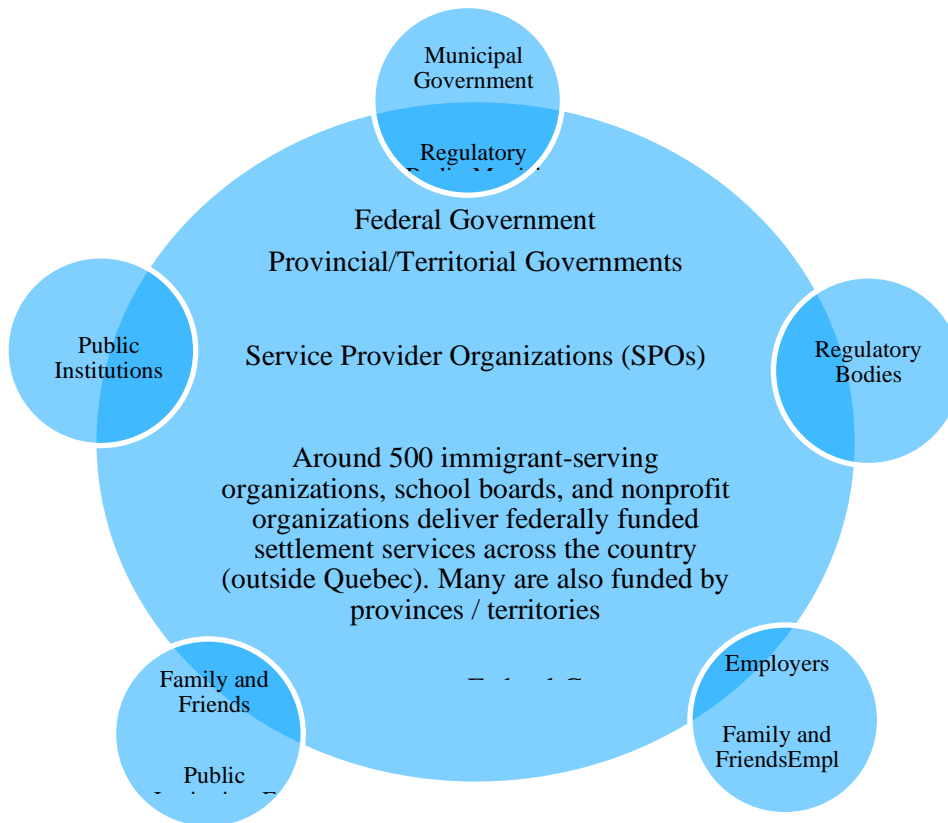 Municipal
Government
Regulatory
Federal Government
Provincial/Territorial Governments
Public
Institutions
Service Provider Organizations (SPOs)
Regulatory
Bodies
Around 500 immigrant-serving
organizations, school boards, and nonprofit
organizations deliver federally funded
settlement services across the country
(outside Quebec). Many are also funded by
provinces / territories
Family and
Friends
Public
Employers
Family and
FriendsEmpl